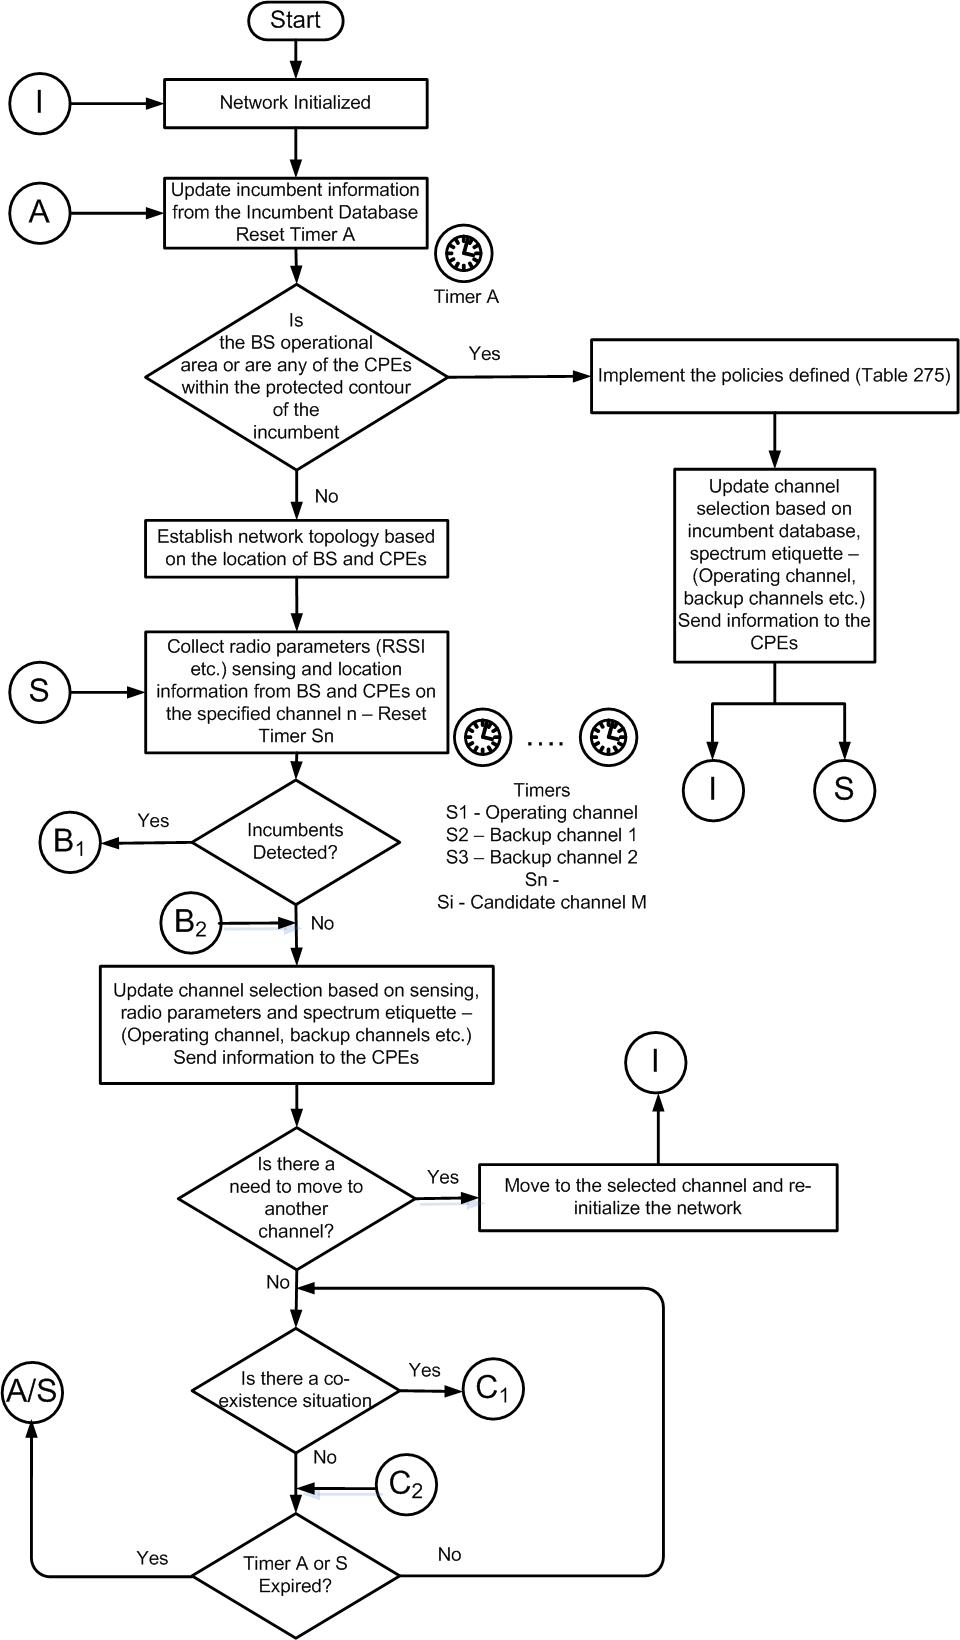 Start
I
Network Initialized
A
Update incumbent information
from the Incumbent Database
Reset Timer A
Timer A
Is
the BS operational
area or are any of the CPEs
within the protected contour
of the
incumbent
Yes
Implement the policies defined (Table 275)
No
Update channel
selection based on
incumbent database,
spectrum etiquette –
(Operating channel,
backup channels etc.)
Send information to the
CPEs
Establish network topology based
on the location of BS and CPEs
S
Collect radio parameters (RSSI
etc.) sensing and location
information from BS and CPEs on
the specified channel n – Reset
Timer Sn
....
I
S
Timers
S1 - Operating channel
S2 – Backup channel 1
S3 – Backup channel 2
Sn -
Si - Candidate channel M
B1
Yes
Incumbents
Detected?
B2
No
Update channel selection based on sensing,
radio parameters and spectrum etiquette –
(Operating channel, backup channels etc.)
Send information to the CPEs
I
Is there a
need to move to
another
channel?
Yes
Move to the selected channel and re-
initialize the network
No
A/S
Is there a co-
existence situation
Yes
C1
No
C2
Yes
Timer A or S
Expired?
No